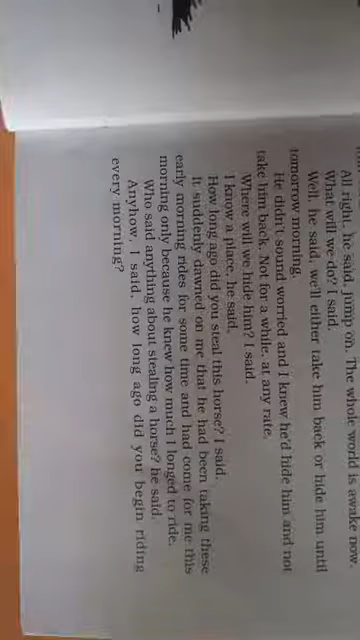 All right, he said, jump on. The whole world is awake now.
What will we do? I said.
Well, he said, we'll either take him back or hide him until
tomorrow morning.
He didn't sound worried and I knew he'd hide him and not
take him back. Not for a while, at any rate.
Where will we hide him? I said.
I know a place, he said.
How long ago did you steal this horse? I said.
It suddenly dawned on me that he had been taking these
early morning rides for some time and had come for me this
morning only because he knew how much I longed to ride.
Who said anything about stealing a horse? he said.
Anyhow, I said, how long ago did you begin riding
every morning?